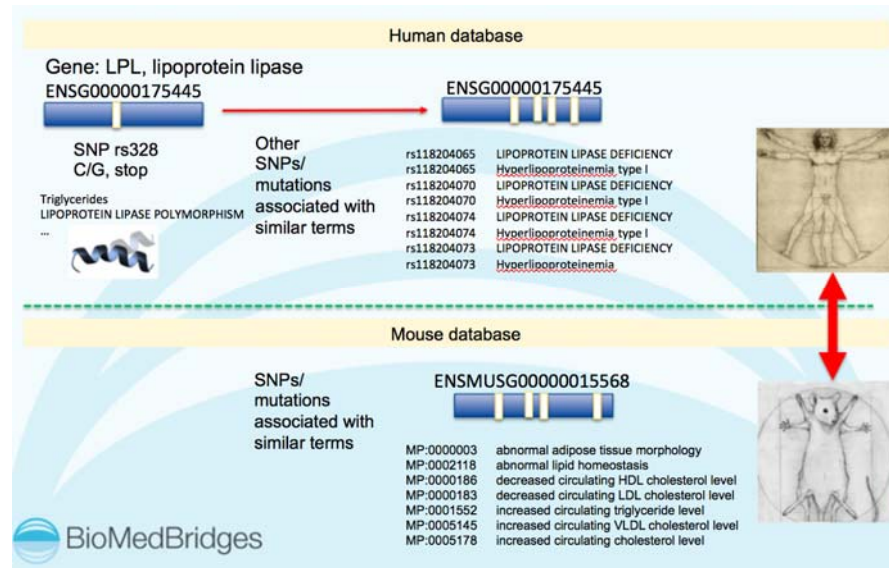 Human database
Gene: LPL, lipoprotein lipase
ENSG00000175445
SNP rs328
C/G, stop
Triglycerides
LIPOPROTEIN LIPASE POLYMORPHISM
...
Other
SNPs/
mutations
associated with
similar terms
ENSG00000175445
rs118204065 LIPOPROTEIN LIPASE DEFICIENCY
rs118204065 Hyperlipoproteinemia type I
rs118204070 LIPOPROTEIN LIPASE DEFICIENCY
rs118204070 Hyperlipoproteinemia type I
rs118204074 LIPOPROTEIN LIPASE DEFICIENCY
rs118204074 Hyperlipoproteinemia type I
rs118204073 LIPOPROTEIN LIPASE DEFICIENCY
rs118204073 Hyperlipoproteinemia
Mouse database
SNPs/
mutations
associated with
similar terms
ENSMUSG00000015568
MP:0000003 abnormal adipose tissue morphology
MP:0002118 abnormal lipid homeostasis
MP:0000186 decreased circulating HDL cholesterol level
MP:0000183 decreased circulating LDL cholesterol level
MP:0001552 increased circulating triglyceride level
MP:0005145 increased circulating VLDL cholesterol level
MP:0005178 increased circulating cholesterol level
BioMedBridges